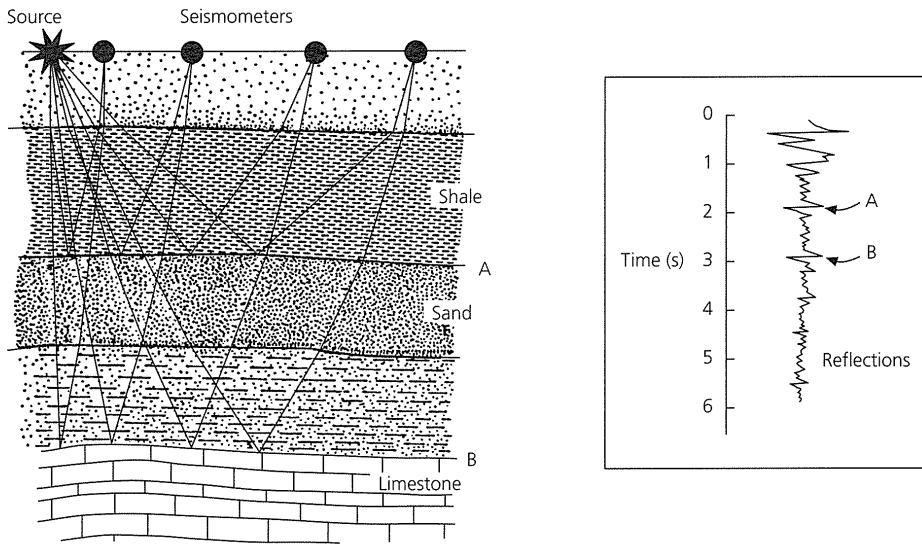 Source
Seismometers
Shale
A
Sand
B
Limestone
0
1
2
3
4
5
6
Time (s)
A
B
Reflections